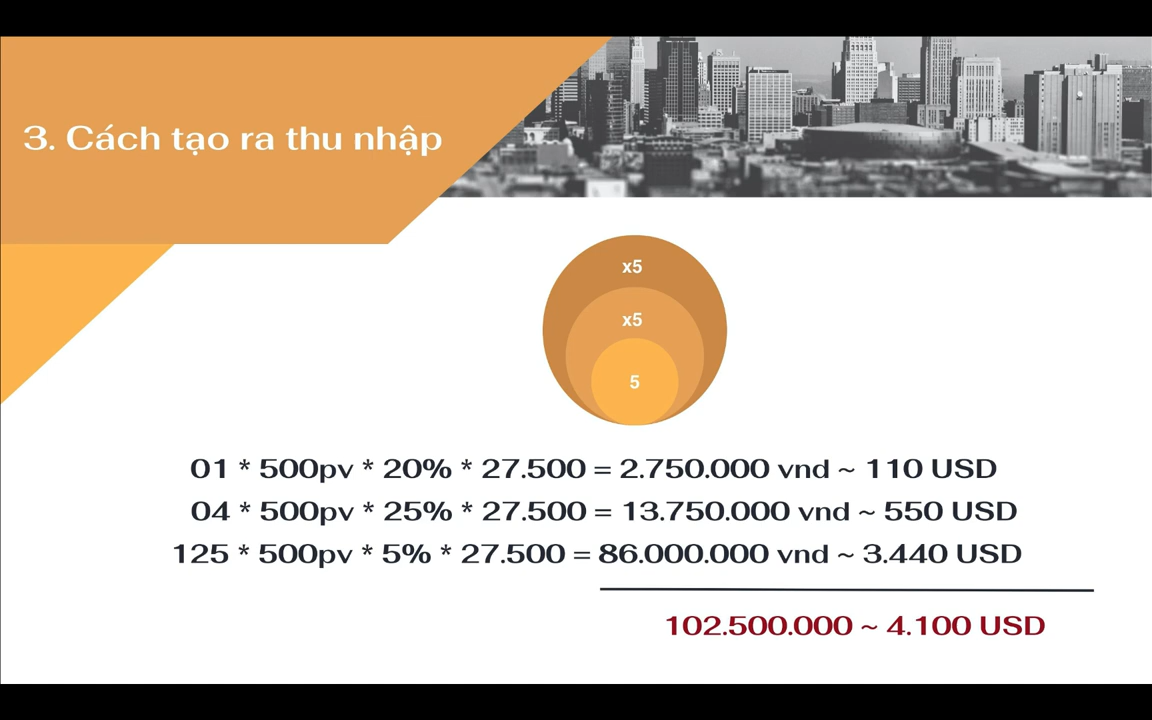 3. Cách tạo ra thu nhập
x5
x5
5
01 * 500pv * 20% * 27.500 = 2.750.000 vnd ~ 110 USD
04 * 500pv * 25% * 27.500 = 13.750.000 vnd ~ 550 USD
125 * 500pv * 5% * 27.500 = 86.000.000 vnd ~ 3.440 USD
102.500.000 ~ 4.100 USD